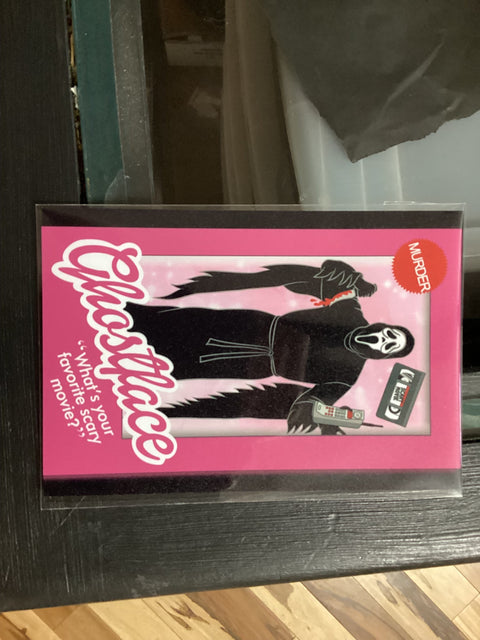 MURDER
Ghostface
"What's your
favorite scary
movie?"